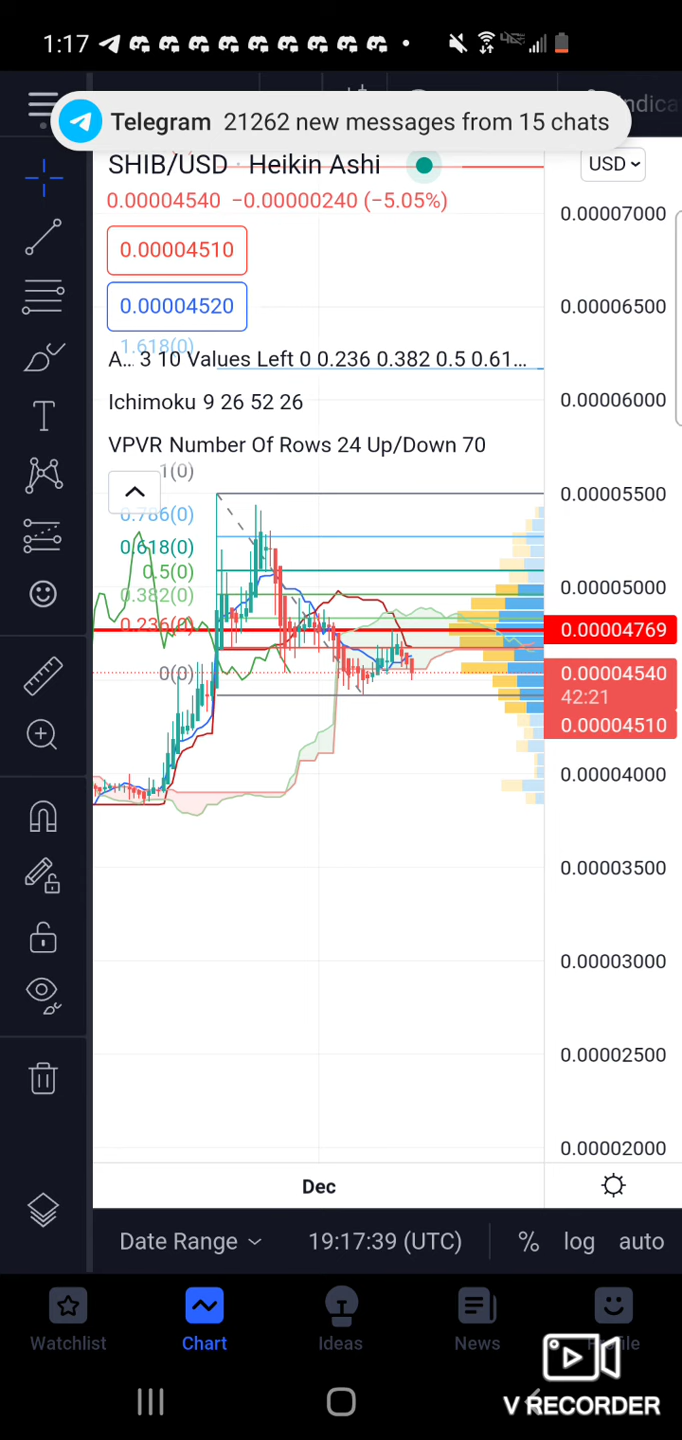 1:17
Telegram 21262 new messages from 15 chats
Indica
SHIB/USD · Heikin Ashi
USD
0.00004540 −0.00000240 (−5.05%)
0.00004510
0.00004520
1.618(0)
A… 3 10 Values Left 0 0.236 0.382 0.5 0.61…
Ichimoku 9 26 52 26
VPVR Number Of Rows 24 Up/Down 70
1(0)
0.786(0)
0.618(0)
0.5(0)
0.382(0)
0.236(0)
0(0)
0.00007000
0.00006500
0.00006000
0.00005500
0.00005000
0.00004769
0.00004540
42:21
0.00004510
0.00004000
0.00003500
0.00003000
0.00002500
0.00002000
Dec
Date Range 19:17:39 (UTC) % log auto
Watchlist Chart Ideas News
V RECORDER